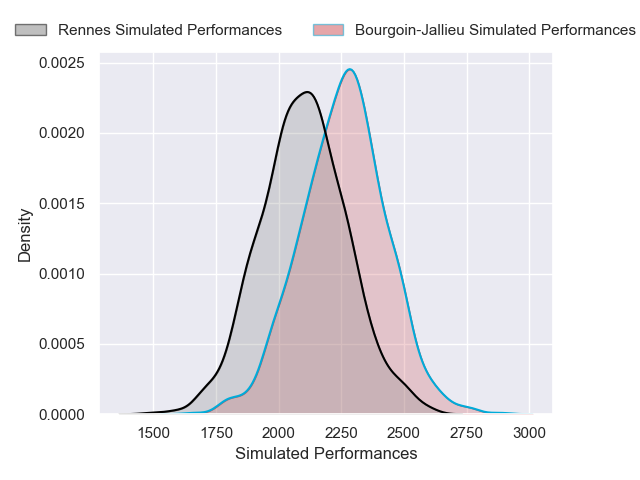 Rennes Simulated Performances Bourgoin-Jallieu Simulated Performances
0.0025
0.0020
0.0015
0.0010
0.0005
0.0000
Density
1500 1750 2000 2250 2500 2750 3000
Simulated Performances